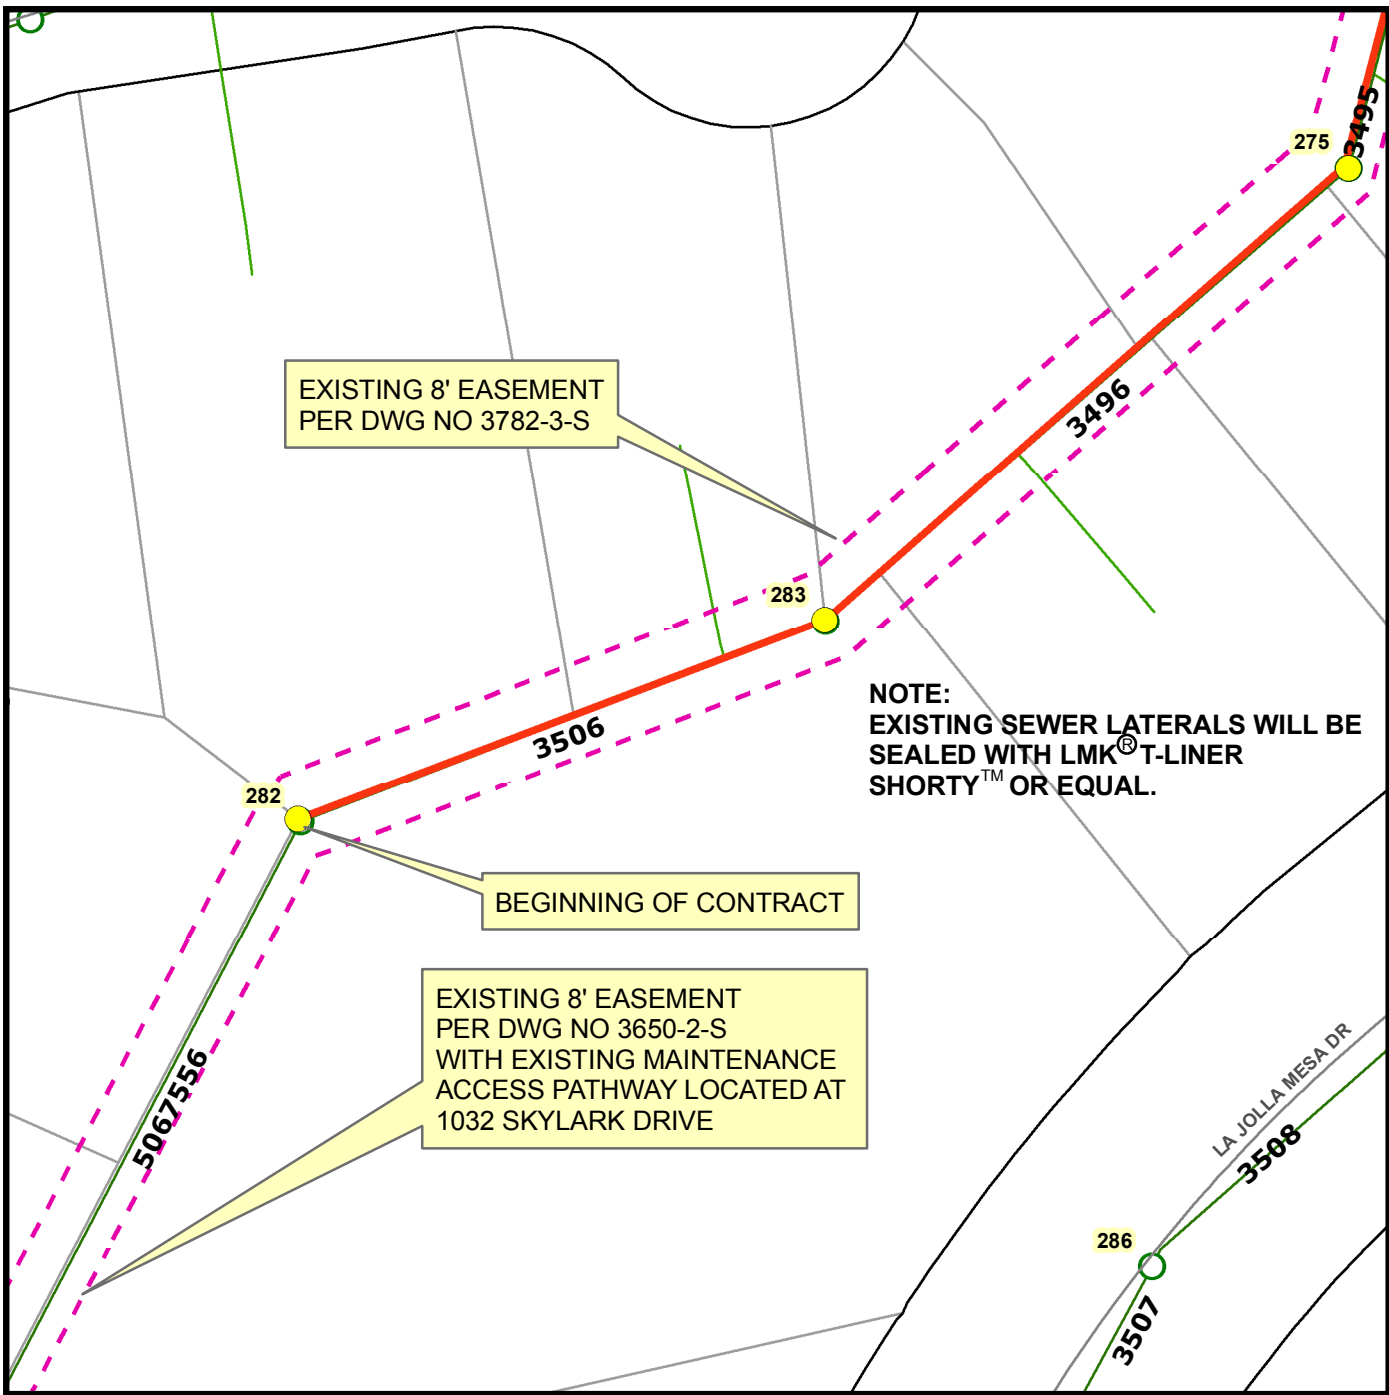 275
3495
EXISTING 8' EASEMENT
PER DWG NO 3782-3-S
3496
283
NOTE:
EXISTING SEWER LATERALS WILL BE
SEALED WITH LMK® T-LINER
SHORTY™ OR EQUAL.
3506
282
BEGINNING OF CONTRACT
EXISTING 8' EASEMENT
PER DWG NO 3650-2-S
WITH EXISTING MAINTENANCE
ACCESS PATHWAY LOCATED AT
1032 SKYLARK DRIVE
5067556
LA JOLLA MESA DR
3508
286
3507